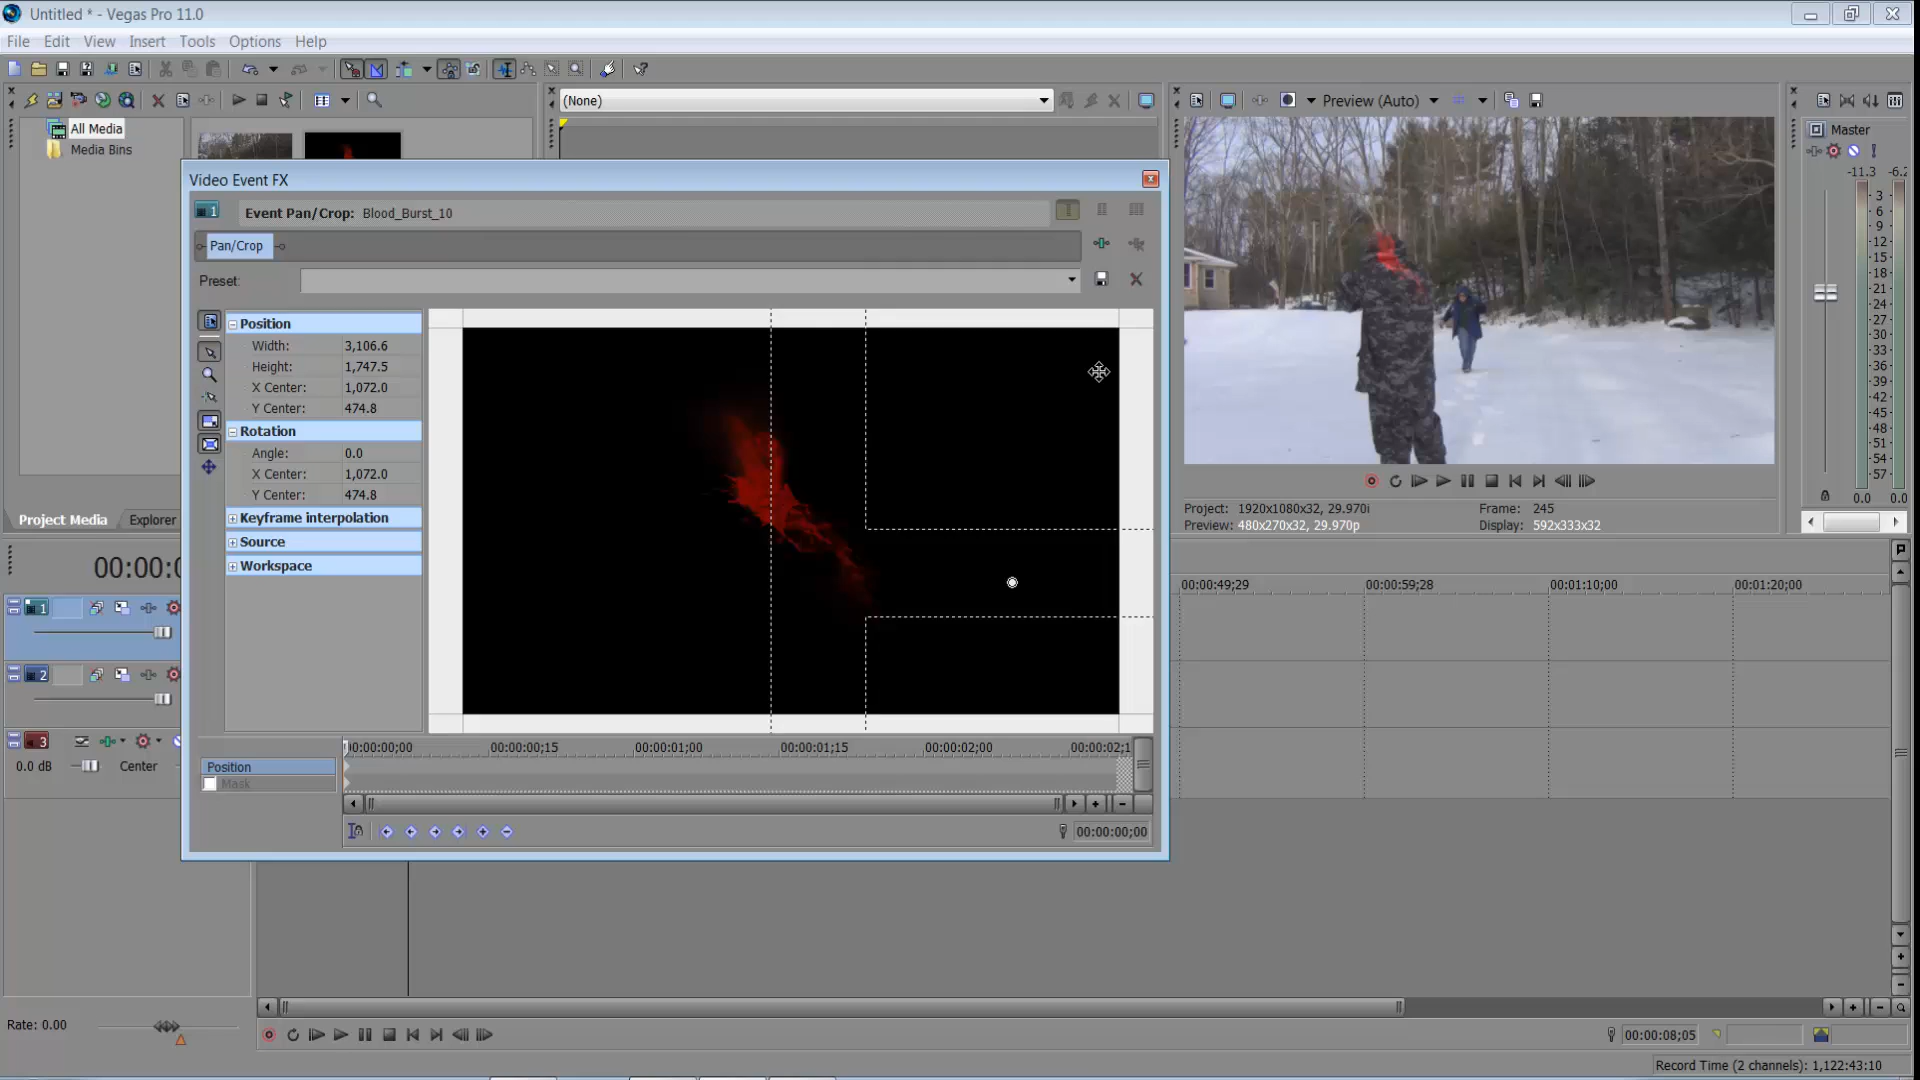 Untitled * - Vegas Pro 11.0
File Edit View Insert Tools Options Help
(None)
Preview (Auto)
All Media
Media Bins
Master
-11.3 -6.2
3
6
9
12
15
18
21
24
27
30
33
36
39
42
45
48
51
54
57
0.0 0.0
Video Event FX
1 Event Pan/Crop: Blood_Burst_10
Pan/Crop
Preset:
Position
Width: 3,106.6
Height: 1,747.5
X Center: 1,072.0
Y Center: 474.8
Rotation
Angle: 0.0
X Center: 1,072.0
Y Center: 474.8
Keyframe interpolation
Source
Workspace
Project: 1920x1080x32, 29.970i
Preview: 480x270x32, 29.970p
Frame: 245
Display: 592x333x32
Project Media Explorer
00:00:0
00:00:49;29 00:00:59;28 00:01:10;00 00:01:20;00
1
2
3
0.0 dB Center
00:00:00;00 00:00:00;15 00:00:01;00 00:00:01;15 00:00:02;00 00:00:02;1
Position
Mask
00:00:00;00
Rate: 0.00
00:00:08;05
Record Time (2 channels): 1,122:43:10